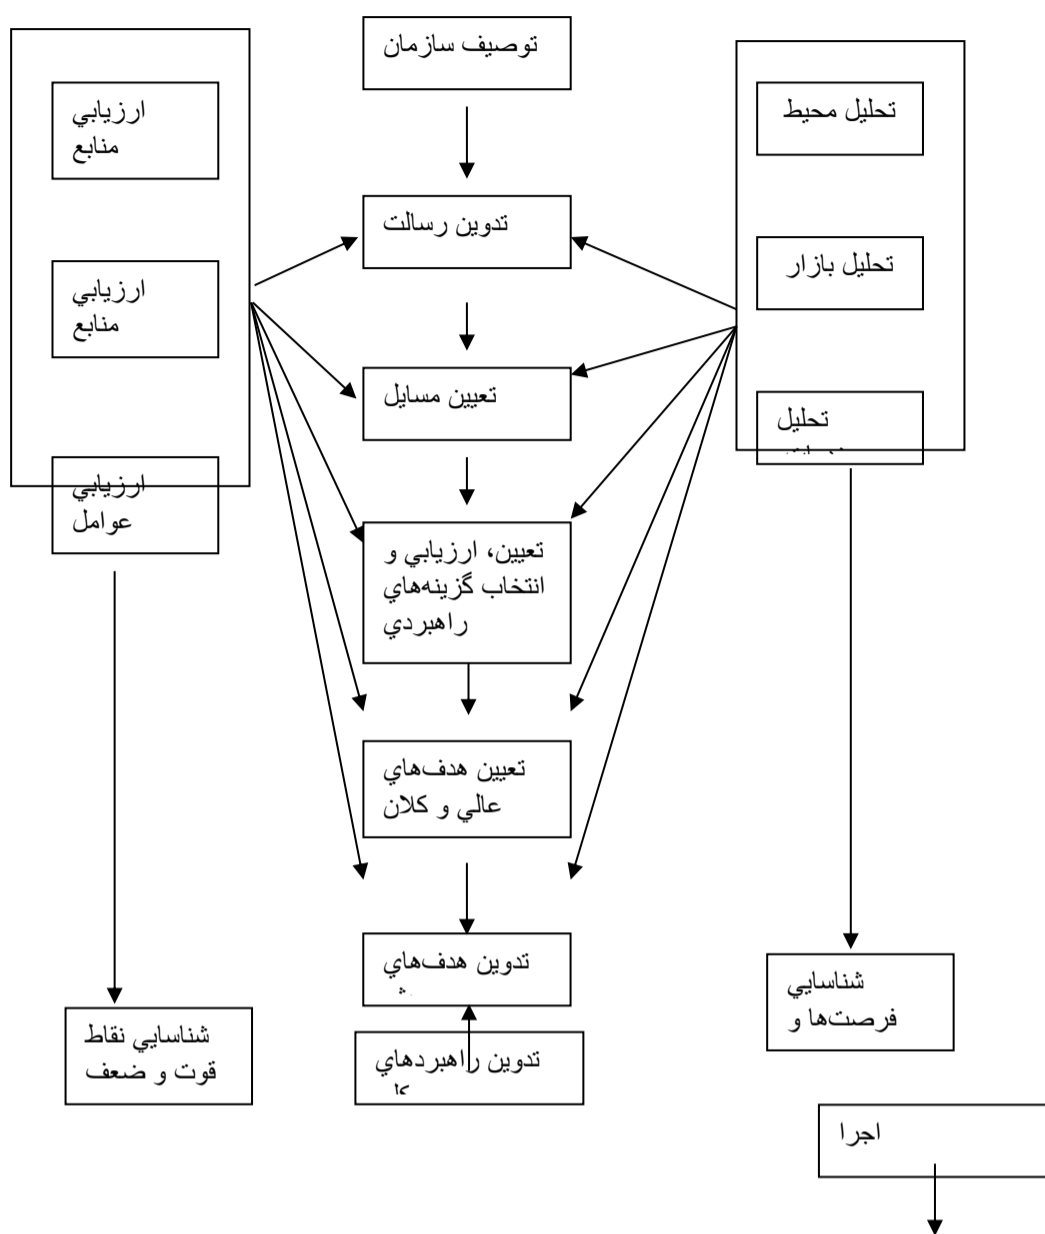 توصيف سازمان
تحليل محيط
ارزيابي
منابع
تدوين رسالت
تحليل بازار
ارزيابي
منابع
تعيين مسايل
تحليل
ارزيابي
عوامل
تعيين، ارزيابي و
انتخاب گزينه‌هاي
راهبردي
تعيين هدف‌هاي
عالي و كلان
تدوين هدف‌هاي
شناسايي
فرصت‌ها و
شناسايي نقاط
قوت و ضعف
تدوين راهبردهاي
اجرا